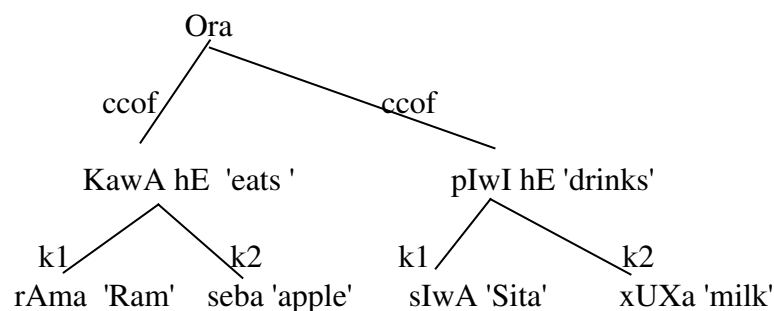 Ora
ccof ccof
KawA hE 'eats ' pIwI hE 'drinks'
k1 k2 k1 k2
rAma 'Ram' seba 'apple' sIwA 'Sita' xUXa 'milk'